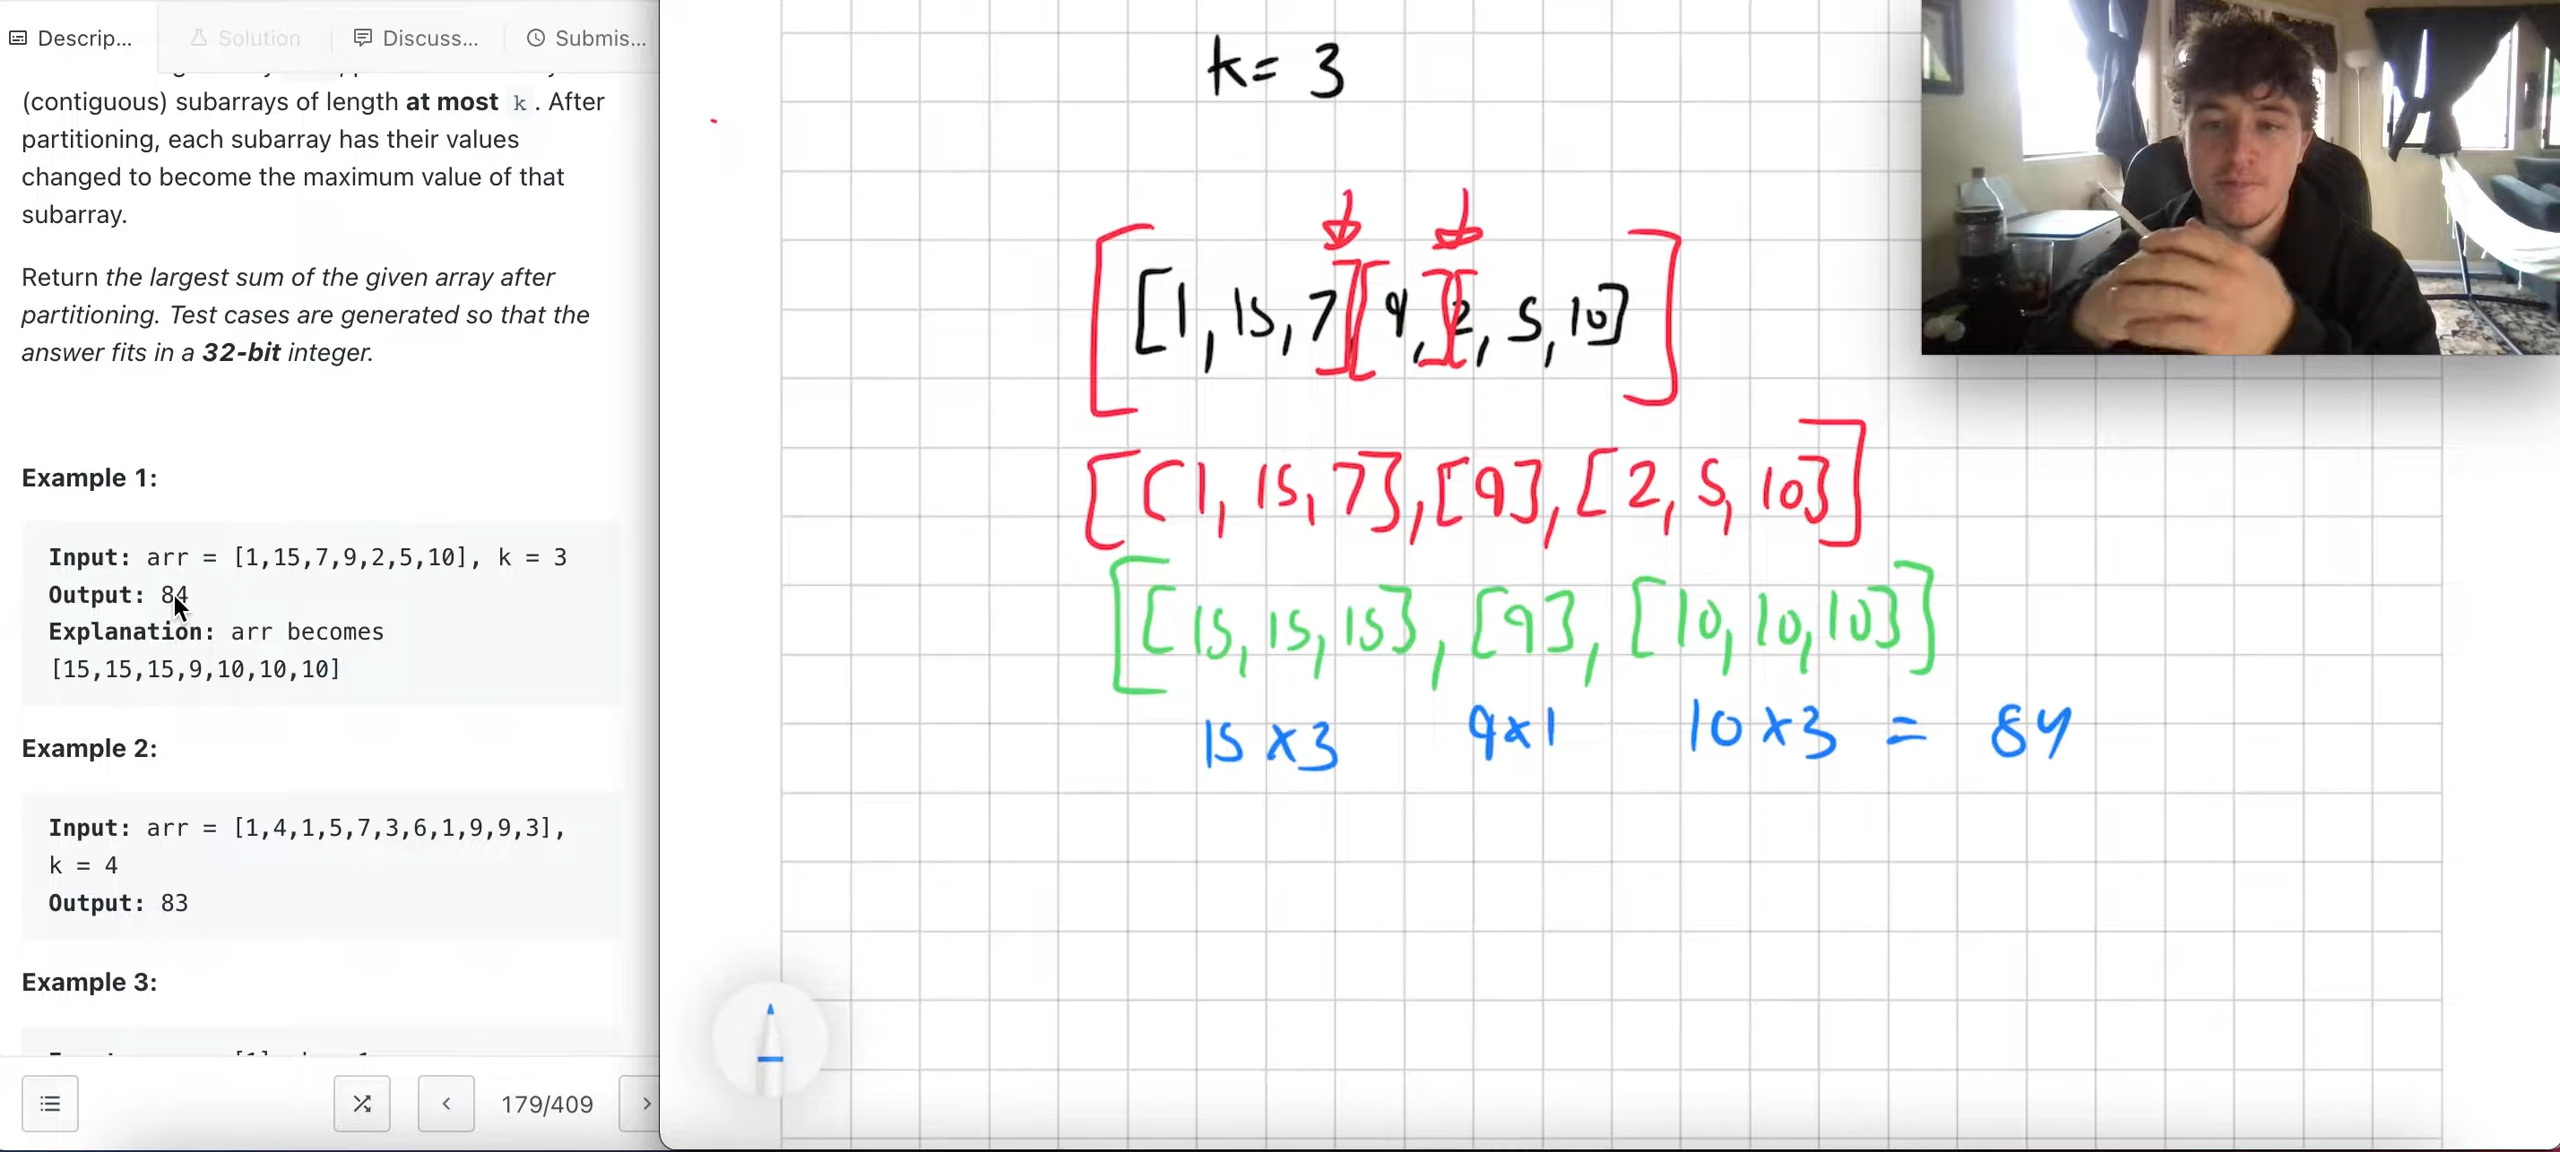 Descrip...
Solution
Discuss...
Submis...
(contiguous) subarrays of length at most k . After
partitioning, each subarray has their values
changed to become the maximum value of that
subarray.
Return the largest sum of the given array after
partitioning. Test cases are generated so that the
answer fits in a 32-bit integer.
Example 1:
Input: arr = [1,15,7,9,2,5,10], k = 3
Output: 84
Explanation: arr becomes
[15,15,15,9,10,10,10]
Example 2:
Input: arr = [1,4,1,5,7,3,6,1,9,9,3],
k = 4
Output: 83
Example 3:
179/409
k = 3
[[1, 15, 7][9, ][2, 5, 10]]
[[1, 15, 7], [9], [2, 5, 10]]
[[15, 15, 15], [9], [10, 10, 10]]
15 x 3 9 x 1 10 x 3 = 84